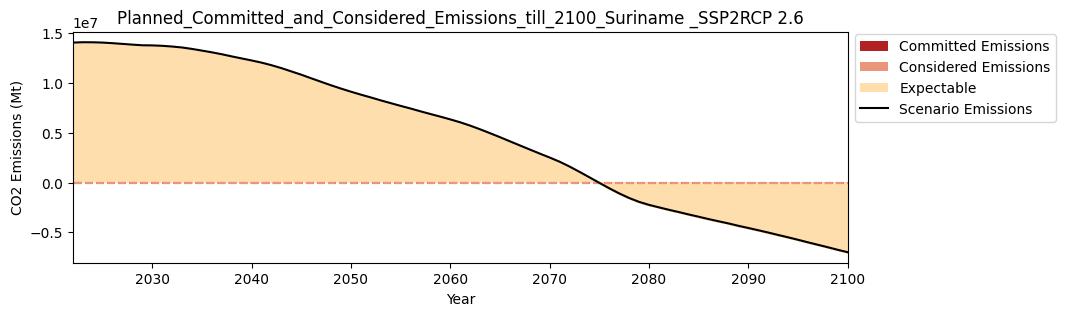 Planned_Committed_and_Considered_Emissions_till_2100_Suriname _SSP2RCP 2.6
1e7
1.5
1.0
0.5
0.0
−0.5
CO2 Emissions (Mt)
2030 2040 2050 2060 2070 2080 2090 2100
Year
Committed Emissions
Considered Emissions
Expectable
Scenario Emissions